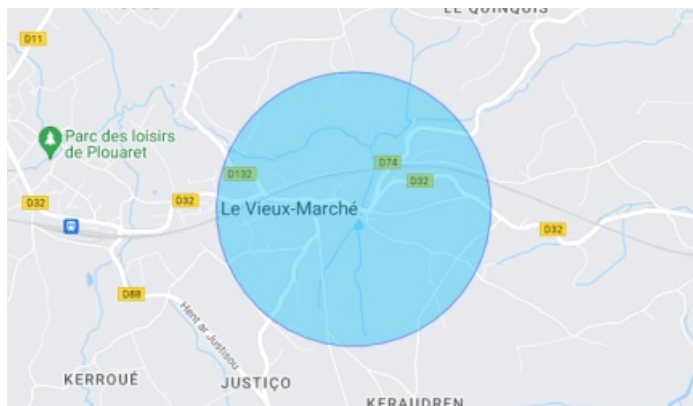 LE QUINQUIS
D11
Parc des loisirs
de Plouaret
D74
D132
D32
D32
D32
Le Vieux-Marché
D32
D88
Hent ar Justisou
KERROUÉ
JUSTIÇO
KERAUDREN